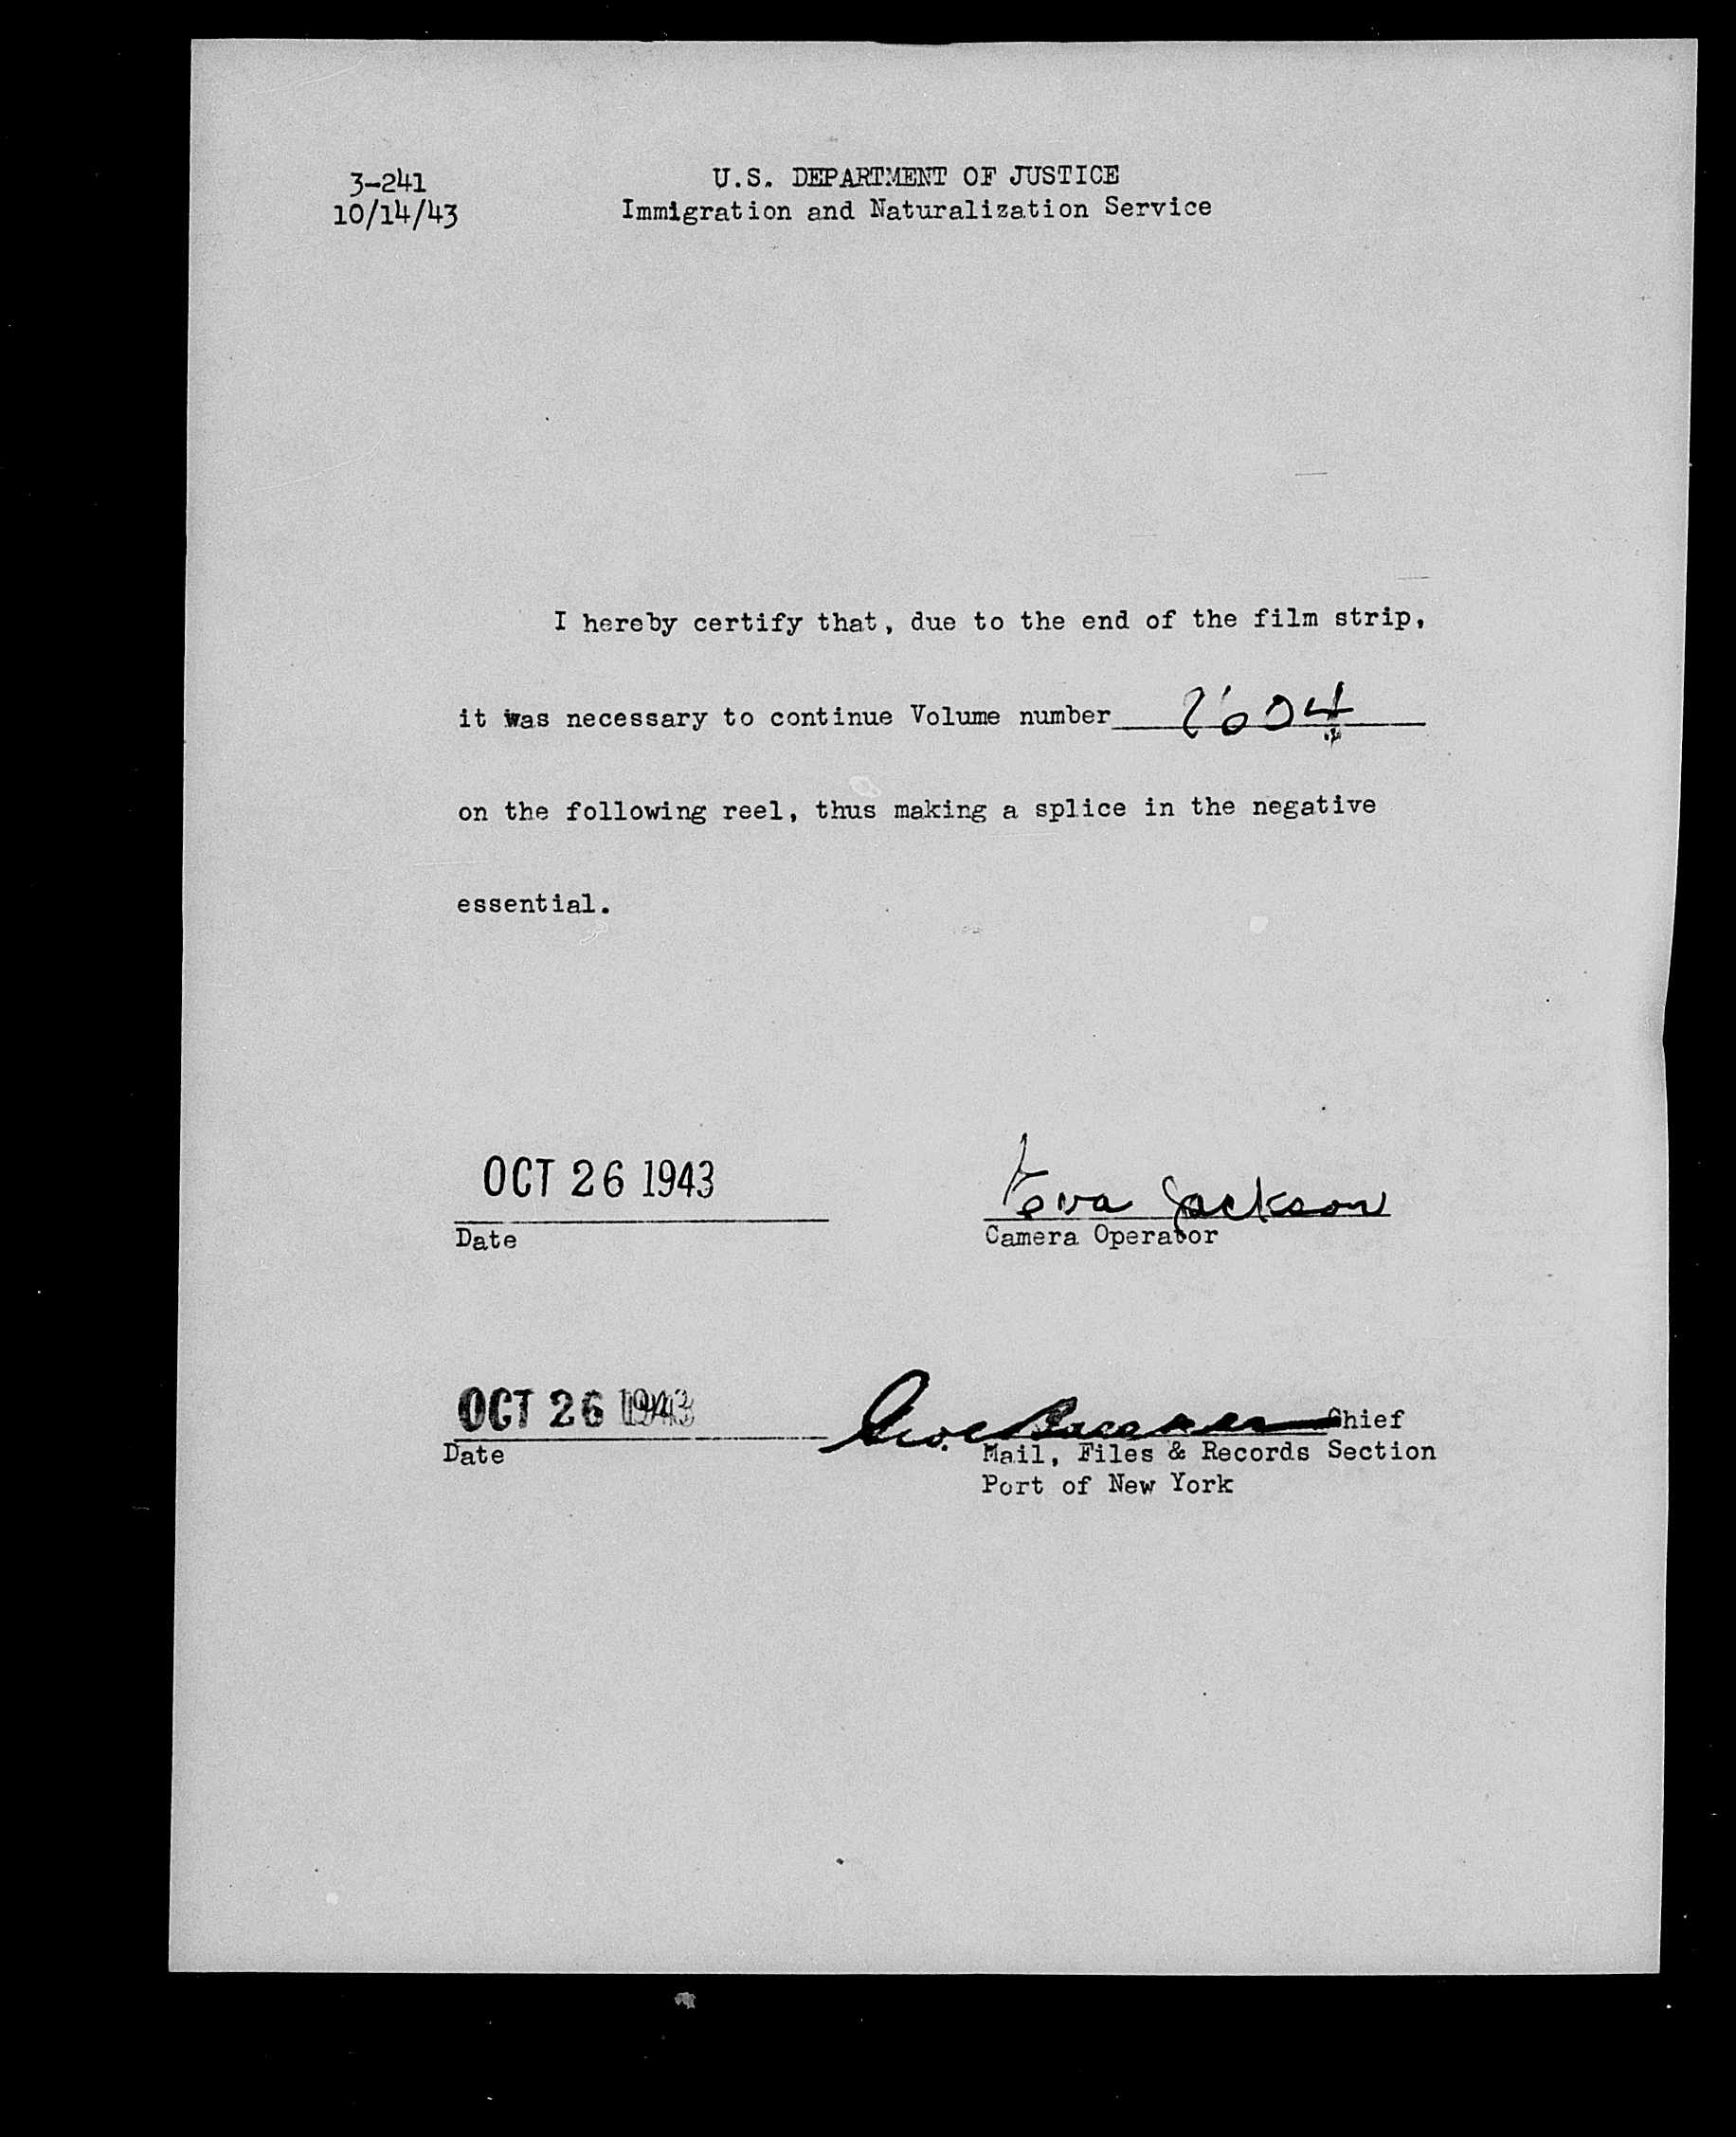 3-241
10/14/43
U.S. DEPARTMENT OF JUSTICE
Immigration and Naturalization Service
I hereby certify that, due to the end of the film strip,
it was necessary to continue Volume number 2604
on the following reel, thus making a splice in the negative
essential.
OCT 26 1943
Date
Jackson
Camera Operator
OCT 26 1943
Date
Chief
Mail, Files & Records Section
Port of New York